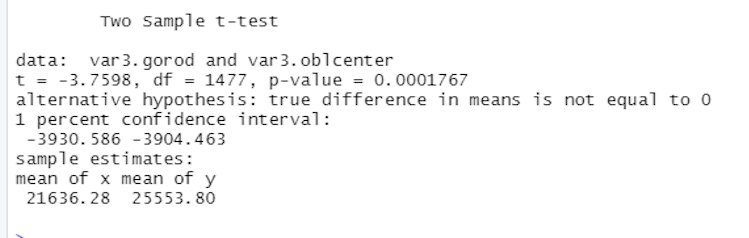 Two Sample t-test
data: var3.gorod and var3.oblcenter
t = -3.7598, df = 1477, p-value = 0.0001767
alternative hypothesis: true difference in means is not equal to 0
1 percent confidence interval:
-3930.586 -3904.463
sample estimates:
mean of x mean of y
21636.28 25553.80